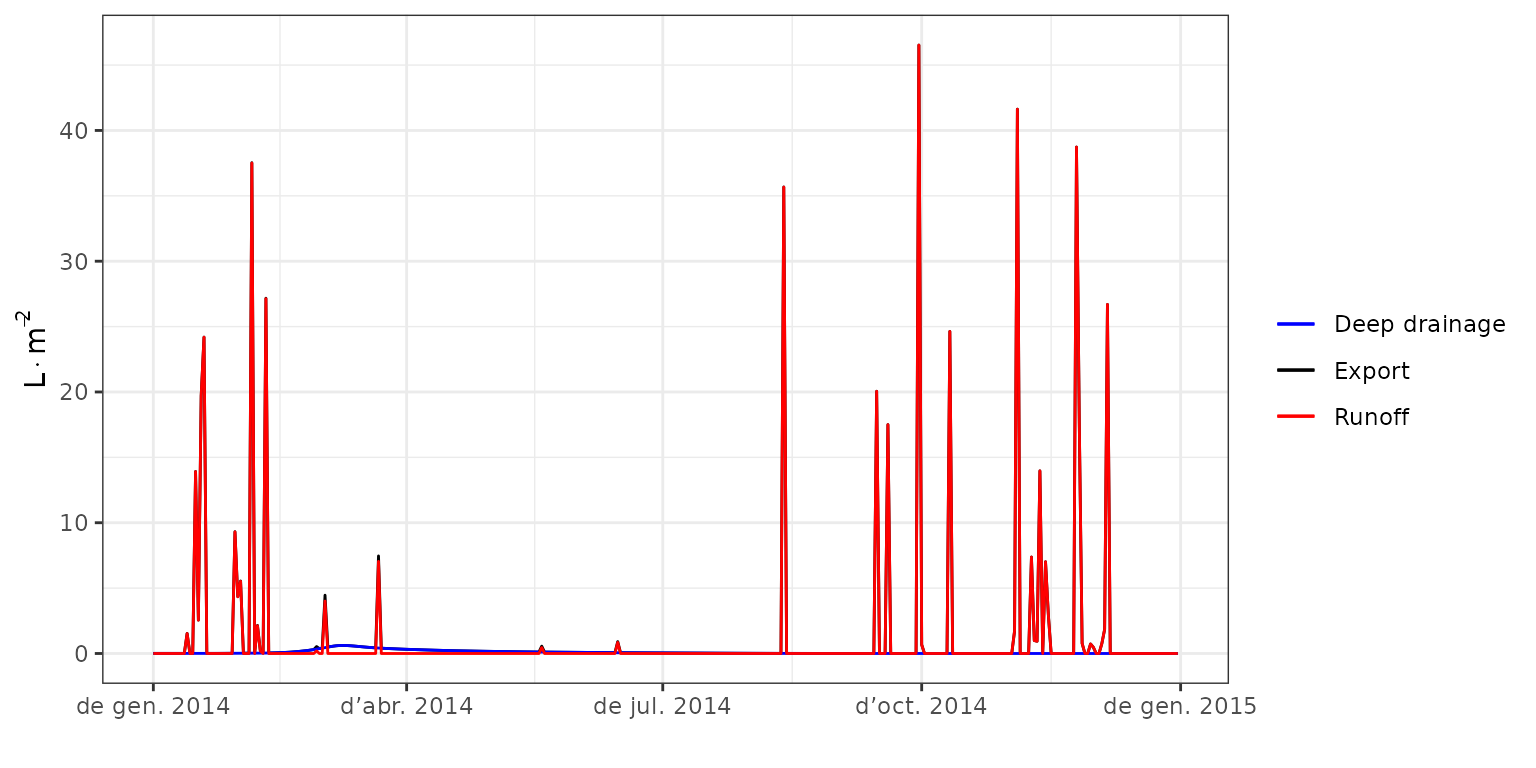 L · m⁻²
40
30
20
10
0
de gen. 2014 d’abr. 2014 de jul. 2014 d’oct. 2014 de gen. 2015
Deep drainage
Export
Runoff